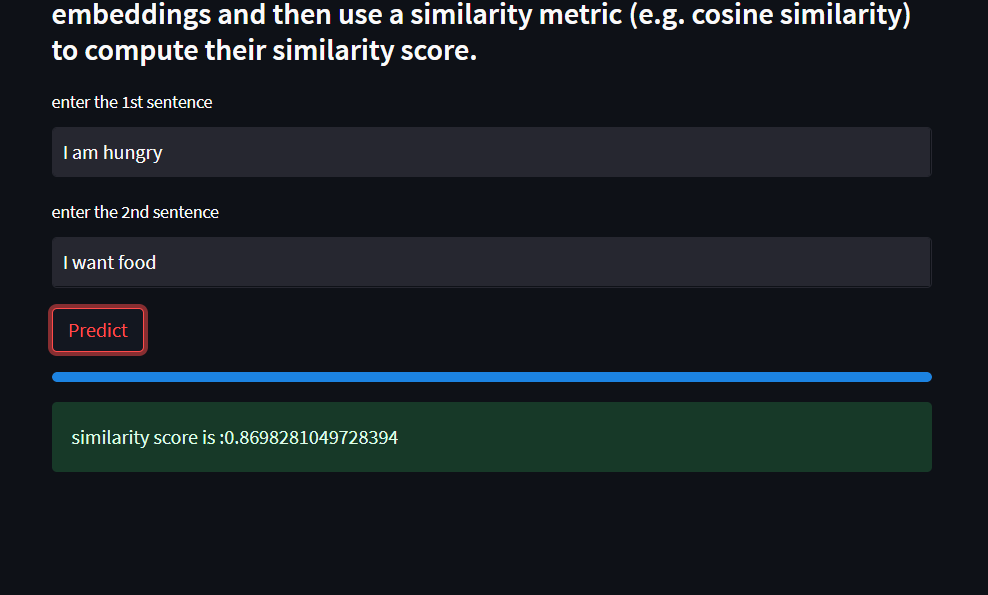 embeddings and then use a similarity metric (e.g. cosine similarity)
to compute their similarity score.
enter the 1st sentence
I am hungry
enter the 2nd sentence
I want food
Predict
similarity score is :0.8698281049728394